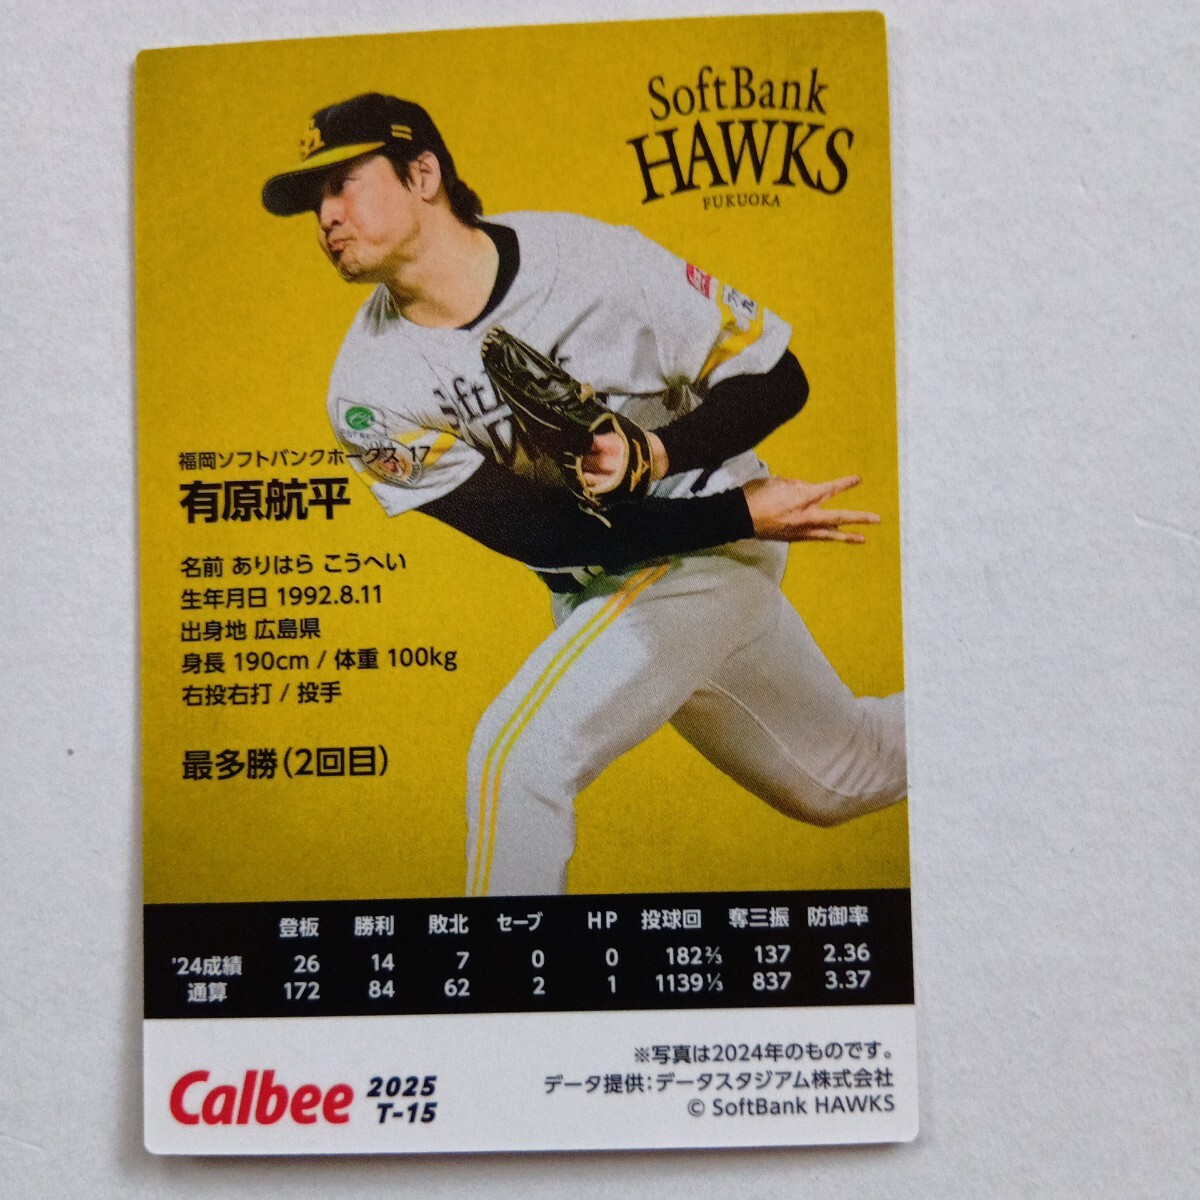 SoftBank
HAWKS
FUKUOKA
福岡ソフトバンクホークス 17
有原航平
名前 ありはら こうへい
生年月日 1992.8.11
出身地 広島県
身長 190cm / 体重 100kg
右投右打 / 投手
最多勝(2回目)
登板 勝利 敗北 セーブ HP 投球回 奪三振 防御率
'24成績 26 14 7 0 0 182⅔ 137 2.36
通算 172 84 62 2 1 1139⅓ 837 3.37
※写真は2024年のものです。
データ提供:データスタジアム株式会社
© SoftBank HAWKS
Calbee 2025
T-15